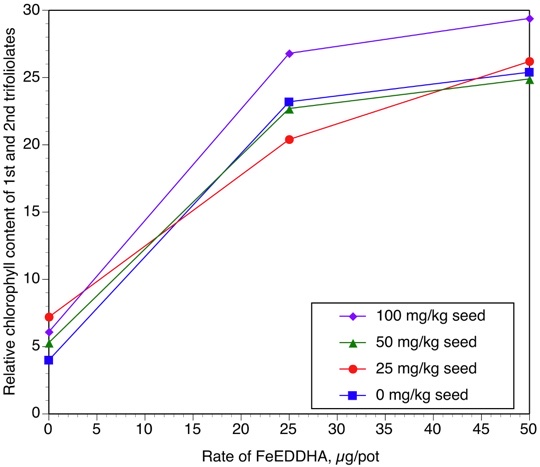 Relative chlorophyll content of 1st and 2nd trifoliolates
30
25
20
15
10
5
0
0 5 10 15 20 25 30 35 40 45 50
Rate of FeEDDHA, µg/pot
100 mg/kg seed
50 mg/kg seed
25 mg/kg seed
0 mg/kg seed